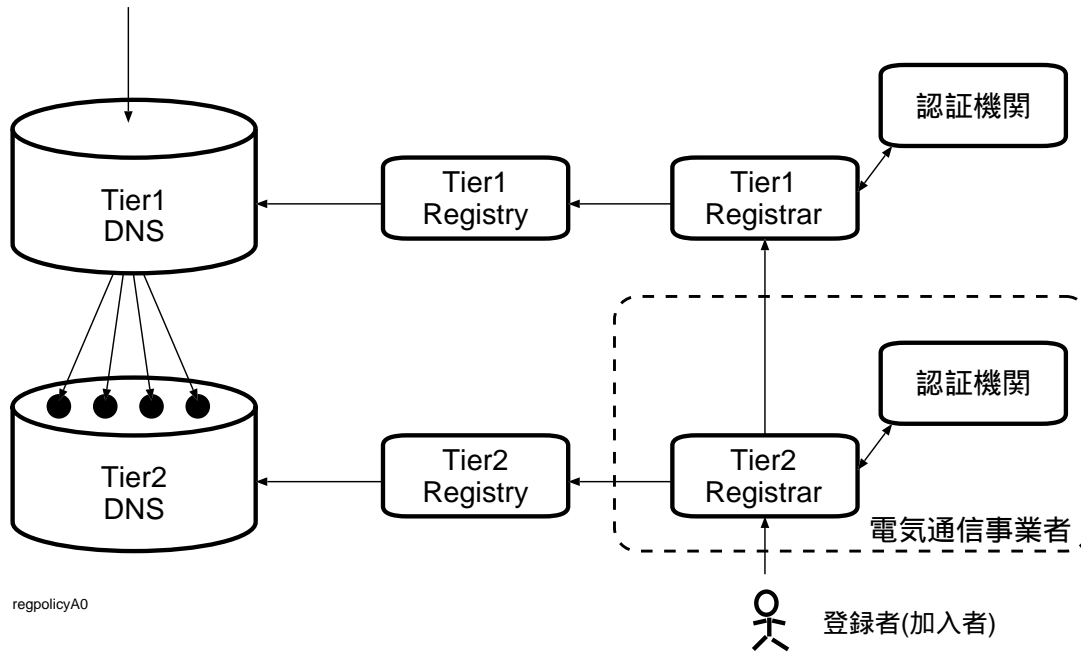 認証機関
Tier1
DNS
Tier1
Registry
Tier1
Registrar
認証機関
Tier2
DNS
Tier2
Registry
Tier2
Registrar
電気通信事業者
regpolicyA0
登録者(加入者)